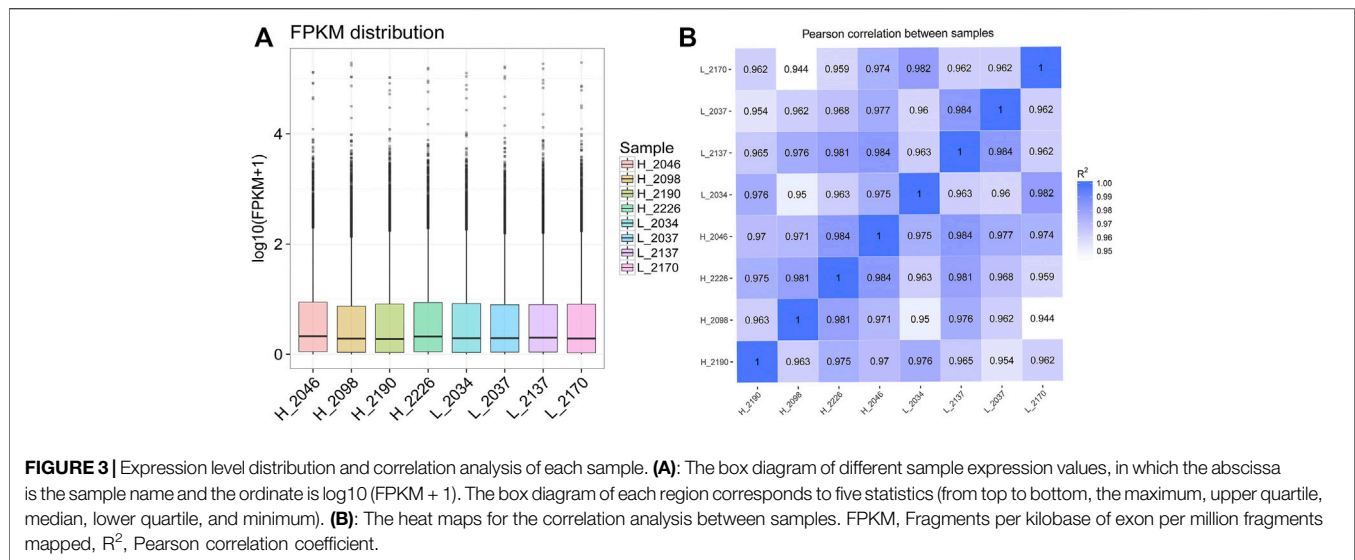 A
FPKM distribution
log10(FPKM+1)
4
2
0
H_2046
H_2098
H_2190
H_2226
L_2034
L_2037
L_2137
L_2170
Sample
H_2046
H_2098
H_2190
H_2226
L_2034
L_2037
L_2137
L_2170
B
Pearson correlation between samples
L_2170 0.962 0.944 0.959 0.974 0.982 0.962 0.962 1
L_2037 0.954 0.962 0.968 0.977 0.96 0.984 1 0.962
L_2137 0.965 0.976 0.981 0.984 0.963 1 0.984 0.962
L_2034 0.976 0.95 0.963 0.975 1 0.963 0.96 0.982
H_2046 0.97 0.971 0.984 1 0.975 0.984 0.977 0.974
H_2226 0.975 0.981 1 0.984 0.963 0.981 0.968 0.959
H_2098 0.963 1 0.981 0.971 0.95 0.976 0.962 0.944
H_2190 1 0.963 0.975 0.97 0.976 0.965 0.954 0.962
H_2190 H_2098 H_2226 H_2046 L_2034 L_2137 L_2037 L_2170
R²
1.00
0.99
0.98
0.97
0.96
0.95
FIGURE 3 | Expression level distribution and correlation analysis of each sample. (A): The box diagram of different sample expression values, in which the abscissa
is the sample name and the ordinate is log10 (FPKM + 1). The box diagram of each region corresponds to five statistics (from top to bottom, the maximum, upper quartile,
median, lower quartile, and minimum). (B): The heat maps for the correlation analysis between samples. FPKM, Fragments per kilobase of exon per million fragments
mapped, R², Pearson correlation coefficient.